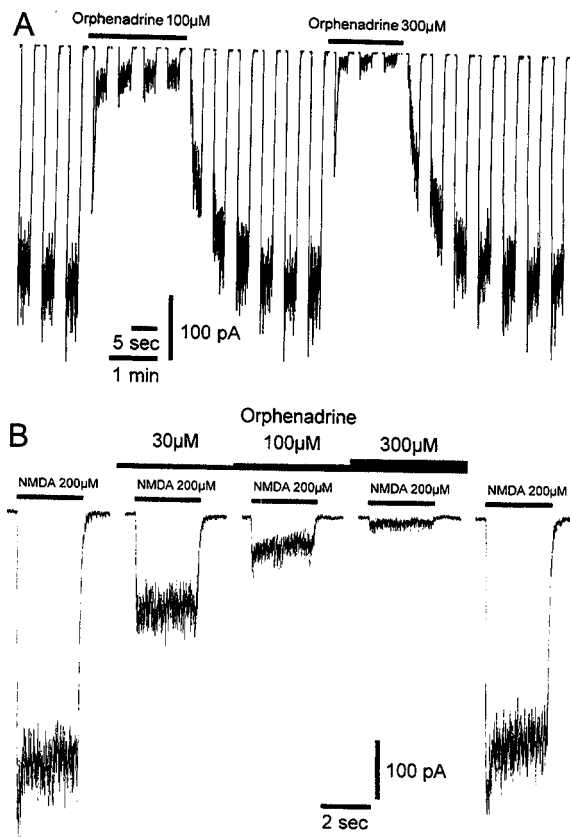 A
Orphenadrine 100µM
Orphenadrine 300µM
100 pA
5 sec
1 min
B
Orphenadrine
30µM
100µM
300µM
NMDA 200µM
NMDA 200µM
NMDA 200µM
NMDA 200µM
NMDA 200µM
100 pA
2 sec